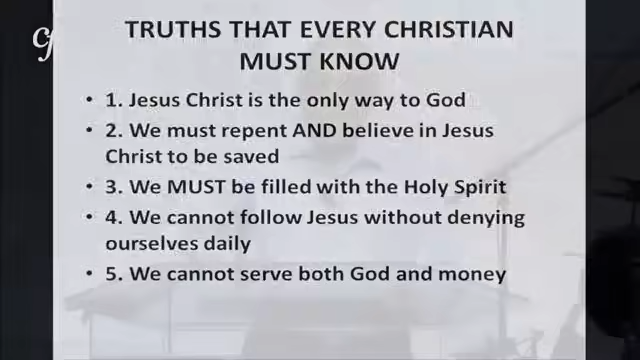 cf
TRUTHS THAT EVERY CHRISTIAN
MUST KNOW
• 1. Jesus Christ is the only way to God
• 2. We must repent AND believe in Jesus
Christ to be saved
• 3. We MUST be filled with the Holy Spirit
• 4. We cannot follow Jesus without denying
ourselves daily
• 5. We cannot serve both God and money